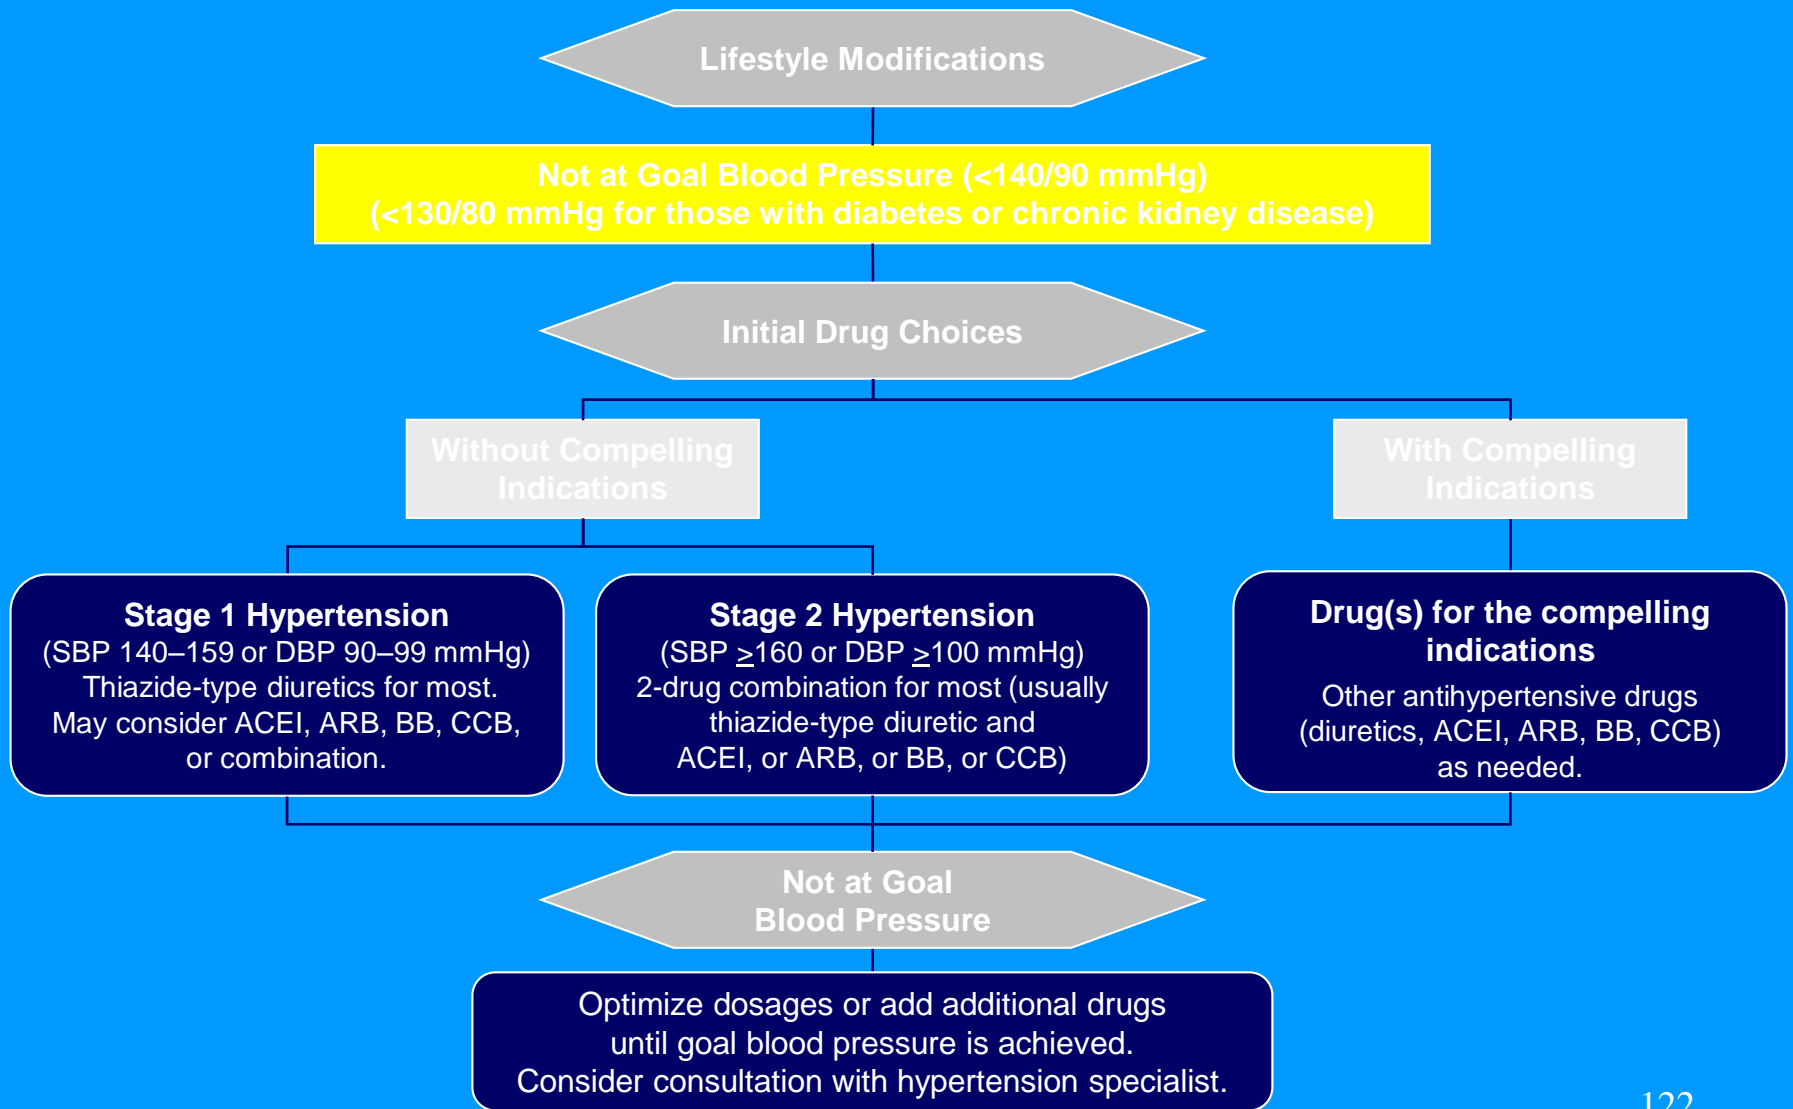 Lifestyle Modifications
Not at Goal Blood Pressure (<140/90 mmHg)
(<130/80 mmHg for those with diabetes or chronic kidney disease)
Initial Drug Choices
Without Compelling
Indications
With Compelling
Indications
Stage 1 Hypertension
(SBP 140–159 or DBP 90–99 mmHg)
Thiazide-type diuretics for most.
May consider ACEI, ARB, BB, CCB,
or combination.
Stage 2 Hypertension
(SBP ≥160 or DBP ≥100 mmHg)
2-drug combination for most (usually
thiazide-type diuretic and
ACEI, or ARB, or BB, or CCB)
Drug(s) for the compelling
indications
Other antihypertensive drugs
(diuretics, ACEI, ARB, BB, CCB)
as needed.
Not at Goal
Blood Pressure
Optimize dosages or add additional drugs
until goal blood pressure is achieved.
Consider consultation with hypertension specialist.
122